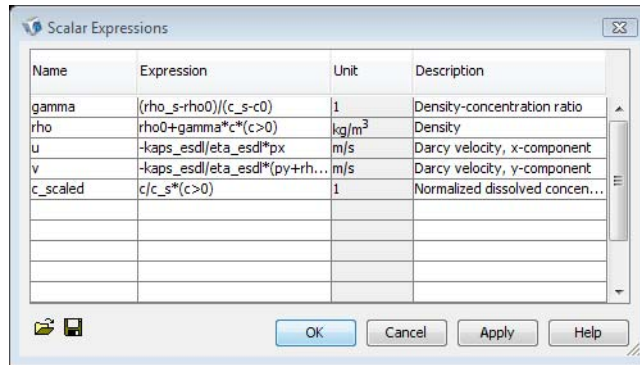 Scalar Expressions
Name Expression Unit Description
gamma (rho_s-rho0)/(c_s-c0) 1 Density-concentration ratio
rho rho0+gamma*c*(c>0) kg/m³ Density
u -kaps_esdl/eta_esdl*px m/s Darcy velocity, x-component
v -kaps_esdl/eta_esdl*(py+rh... m/s Darcy velocity, y-component
c_scaled c/c_s*(c>0) 1 Normalized dissolved concen...
OK Cancel Apply Help